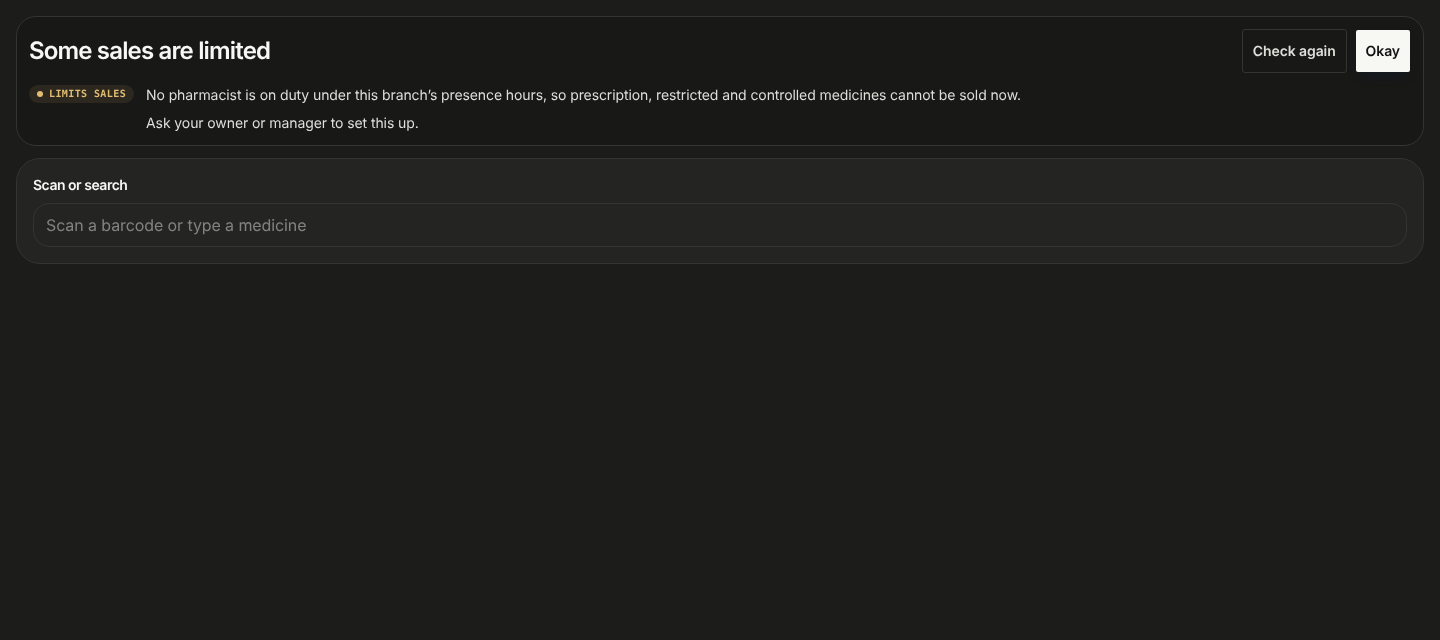 Some sales are limited
Check again
Okay
LIMITS SALES
No pharmacist is on duty under this branch’s presence hours, so prescription, restricted and controlled medicines cannot be sold now.
Ask your owner or manager to set this up.
Scan or search
Scan a barcode or type a medicine